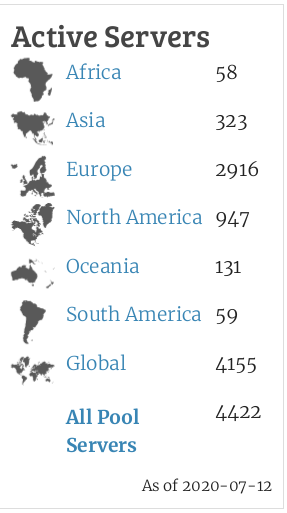 Active Servers
Africa 58
Asia 323
Europe 2916
North America 947
Oceania 131
South America 59
Global 4155
All Pool Servers 4422
As of 2020-07-12